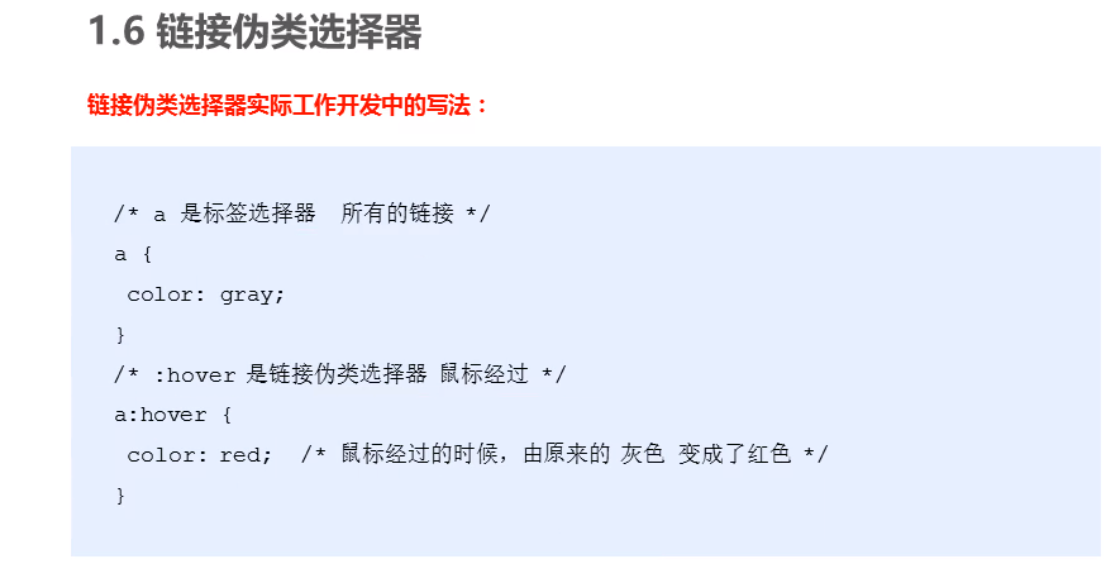 1.6 链接伪类选择器
链接伪类选择器实际工作开发中的写法：
/* a 是标签选择器  所有的链接 */
a {
 color: gray;
}
/* :hover 是链接伪类选择器 鼠标经过 */
a:hover {
 color: red;  /* 鼠标经过的时候，由原来的 灰色 变成了红色 */
}